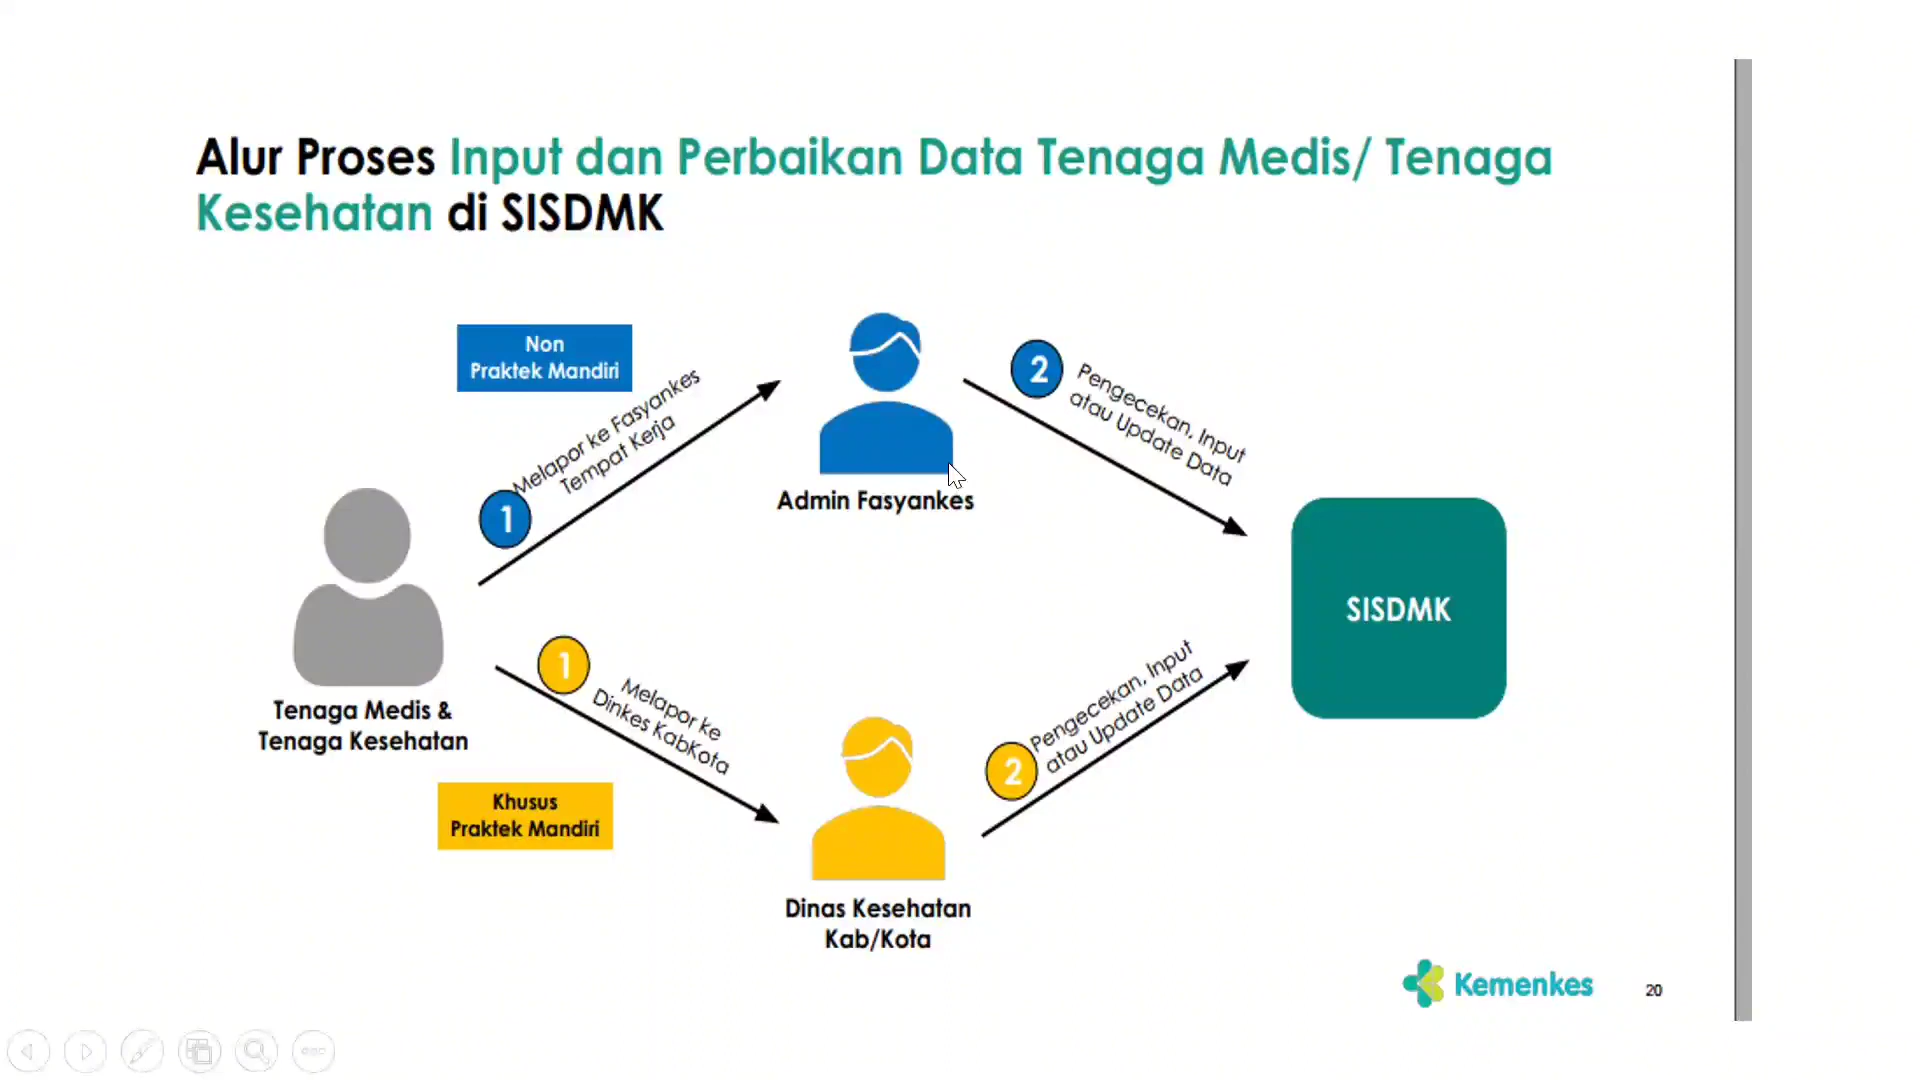 Alur Proses Input dan Perbaikan Data Tenaga Medis/ Tenaga
Kesehatan di SISDMK
Non
Praktek Mandiri
1
Melapor ke Fasyankes
Tempat Kerja
Admin Fasyankes
2
Pengecekan, Input
atau Update Data
Tenaga Medis &
Tenaga Kesehatan
SISDMK
1
Melapor ke
Dinkes KabKota
Khusus
Praktek Mandiri
Dinas Kesehatan
Kab/Kota
2
Pengecekan, Input
atau Update Data
Kemenkes
20